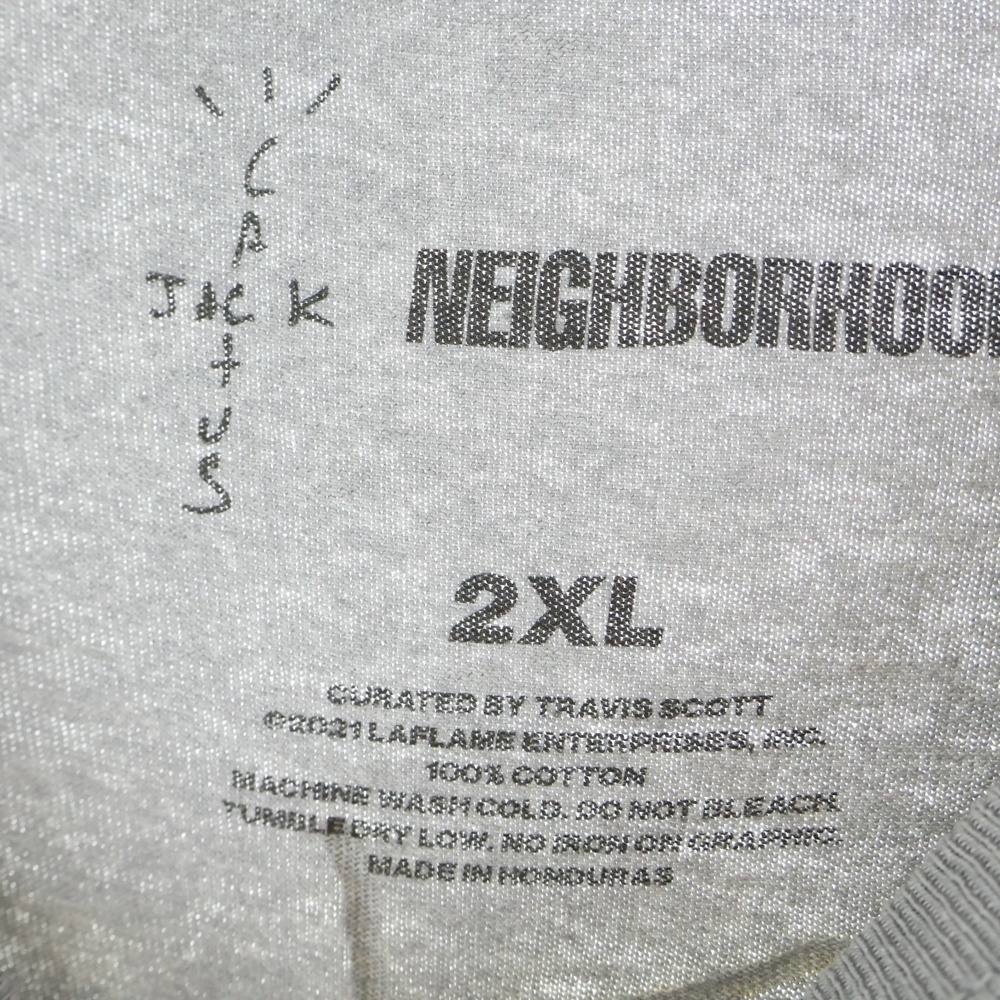 CACTUS
JACK
NEIGHBORHOO
2XL
CURATED BY TRAVIS SCOTT
©2021 LAFLAME ENTERPRISES, INC.
100% COTTON
MACHINE WASH COLD. DO NOT BLEACH.
TUMBLE DRY LOW. NO IRON ON GRAPHIC.
MADE IN HONDURAS